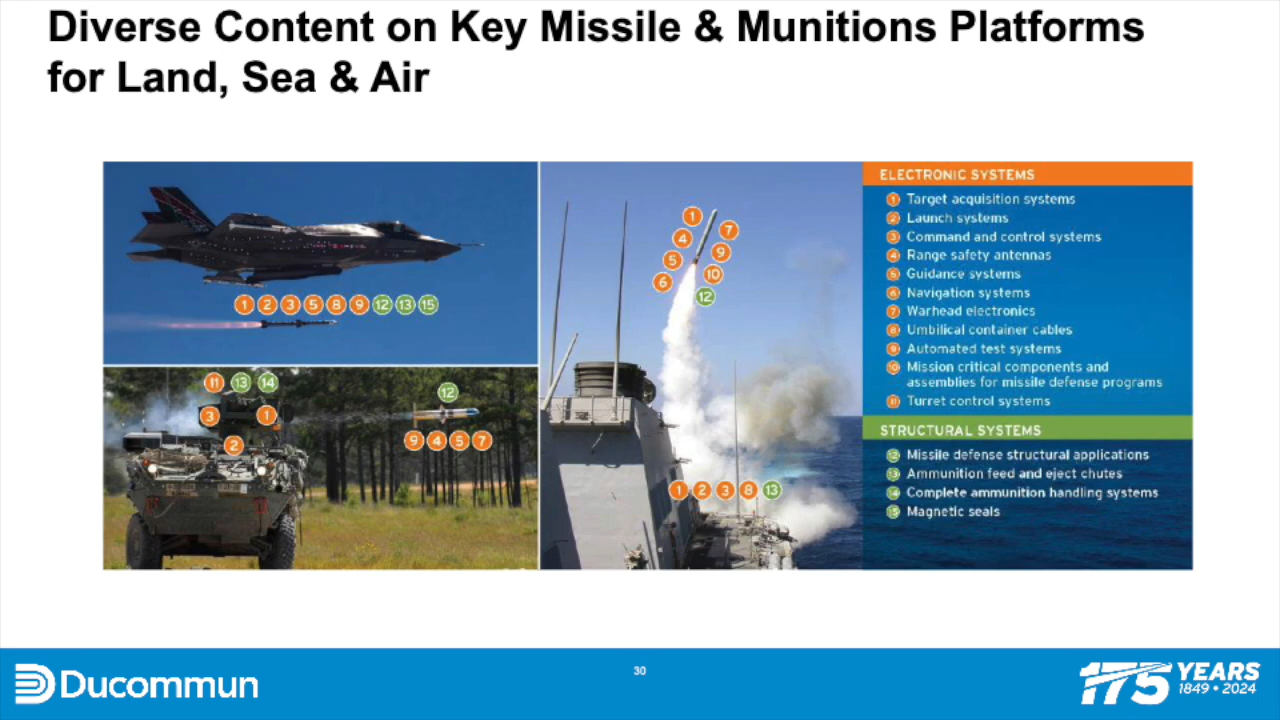 Diverse Content on Key Missile & Munitions Platforms
for Land, Sea & Air
1 2 3 5 8 9 12 13 15
11 13 14
3 1
2
12
9 4 5 7
1
7
4
9
5
10
6
12
1 2 3 8 13
ELECTRONIC SYSTEMS
1 Target acquisition systems
2 Launch systems
3 Command and control systems
4 Range safety antennas
5 Guidance systems
6 Navigation systems
7 Warhead electronics
8 Umbilical container cables
9 Automated test systems
10 Mission critical components and
assemblies for missile defense programs
11 Turret control systems
STRUCTURAL SYSTEMS
12 Missile defense structural applications
13 Ammunition feed and eject chutes
14 Complete ammunition handling systems
15 Magnetic seals
Ducommun
30
175 YEARS
1849 • 2024